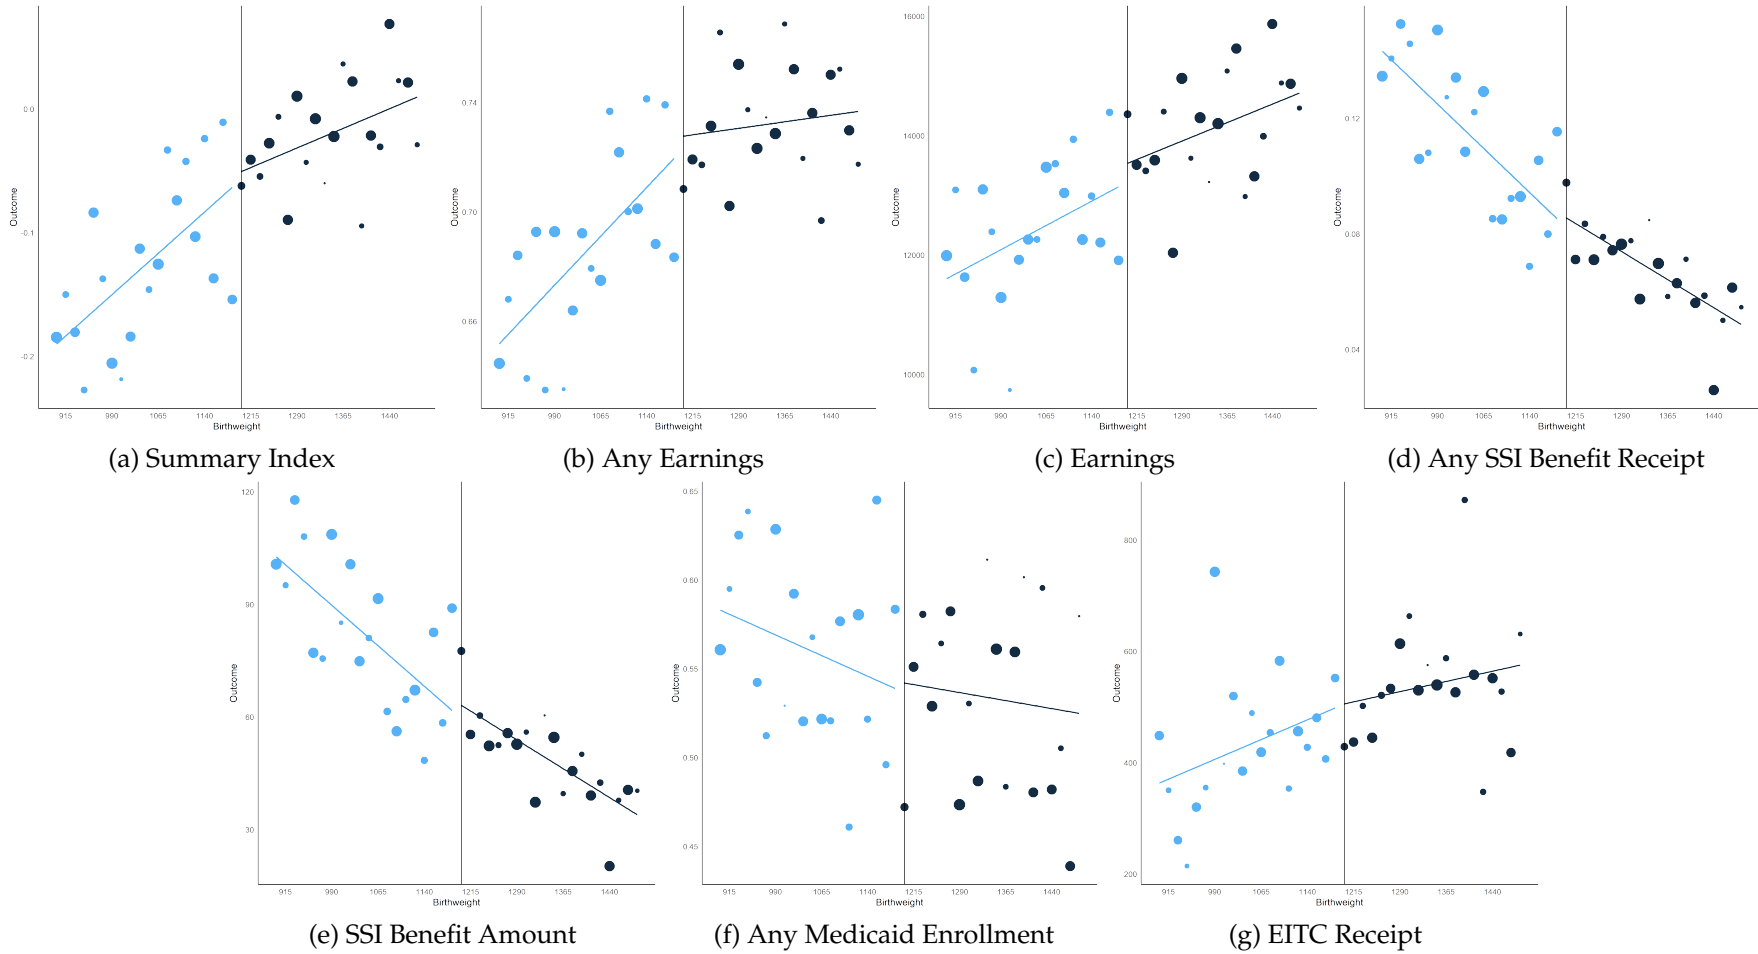 0.0
-0.1
-0.2
Outcome
915 990 1065 1140 1215 1290 1365 1440
Birthweight
(a) Summary Index
0.74
0.70
0.66
Outcome
915 990 1065 1140 1215 1290 1365 1440
Birthweight
(b) Any Earnings
16000
14000
12000
10000
Outcome
915 990 1065 1140 1215 1290 1365 1440
Birthweight
(c) Earnings
0.12
0.08
0.04
Outcome
915 990 1065 1140 1215 1290 1365 1440
Birthweight
(d) Any SSI Benefit Receipt
120
90
60
30
Outcome
915 990 1065 1140 1215 1290 1365 1440
Birthweight
(e) SSI Benefit Amount
0.65
0.60
0.55
0.50
0.45
Outcome
915 990 1065 1140 1215 1290 1365 1440
Birthweight
(f) Any Medicaid Enrollment
800
600
400
200
Outcome
915 990 1065 1140 1215 1290 1365 1440
Birthweight
(g) EITC Receipt